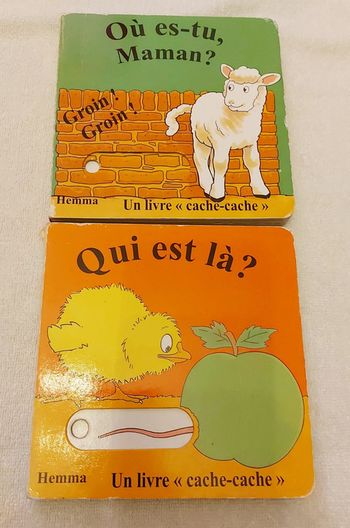 Où es-tu,
Maman?
Groin!
Groin!
Hemma
Un livre « cache-cache »
Qui est là?
Hemma
Un livre « cache-cache »